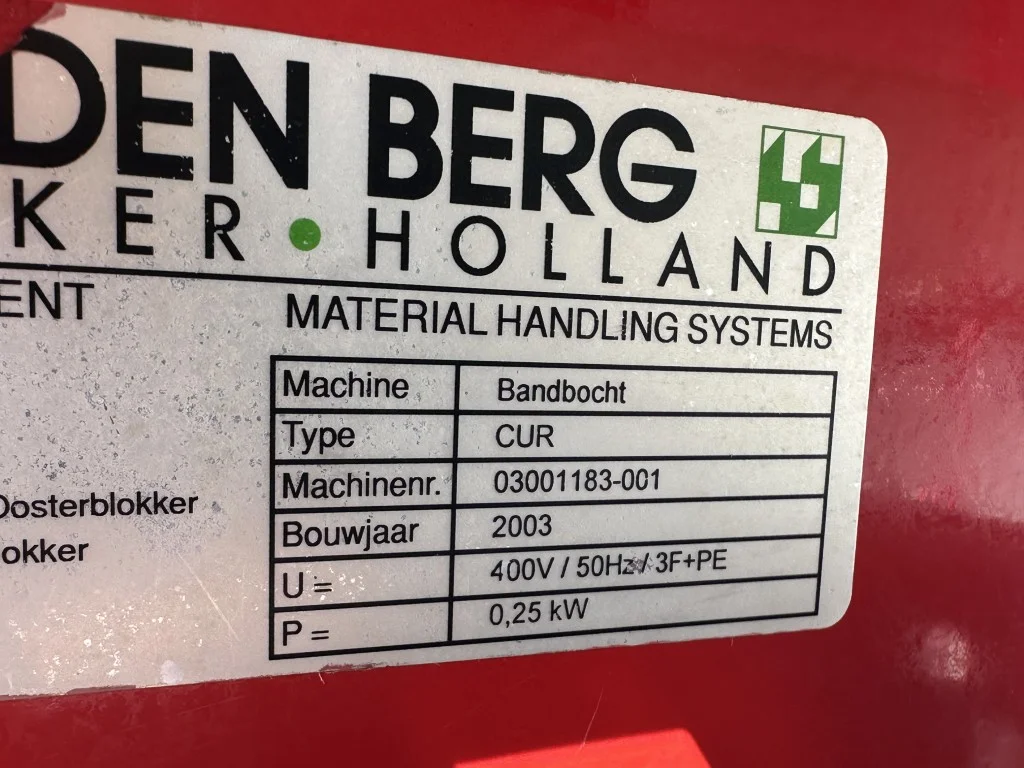 DEN BERG
KER • HOLLAND
ENT
MATERIAL HANDLING SYSTEMS
Machine Bandbocht
Type CUR
Machinenr. 03001183-001
Bouwjaar 2003
U = 400V / 50Hz / 3F+PE
P = 0,25 kW
Oosterblokker
okker